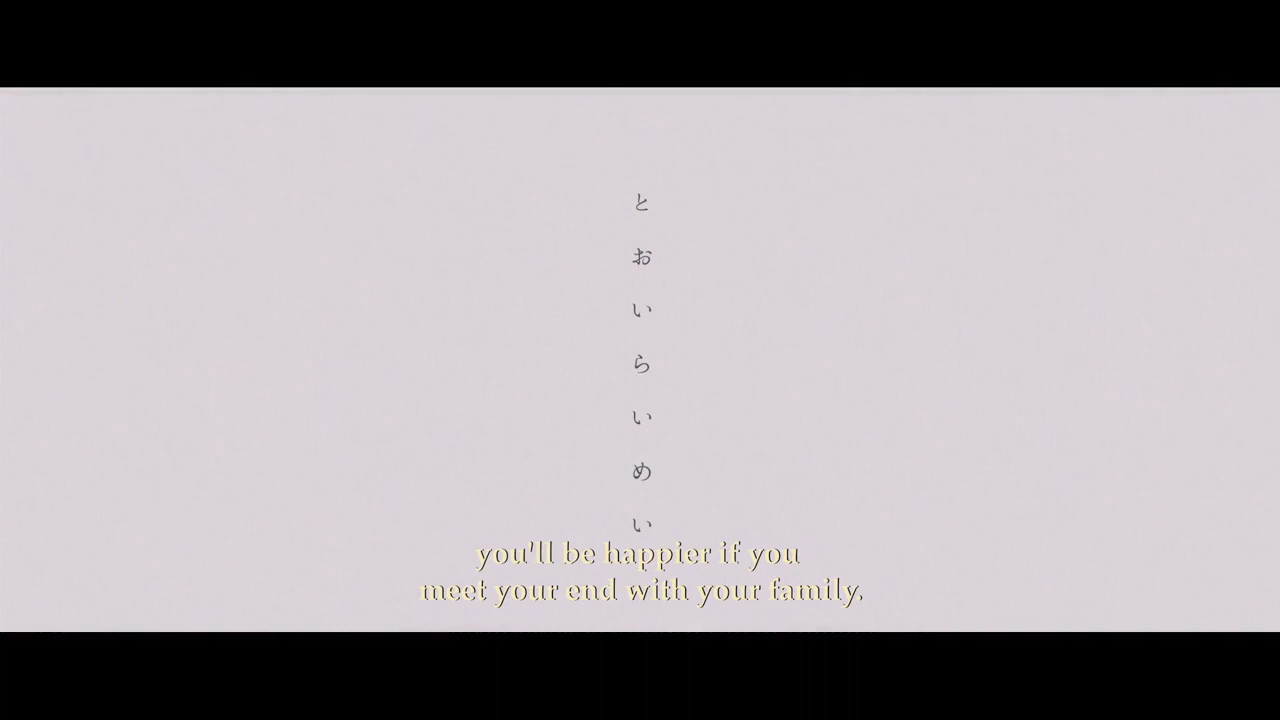 とおいらいめい
you'll be happier if you
meet your end with your family.